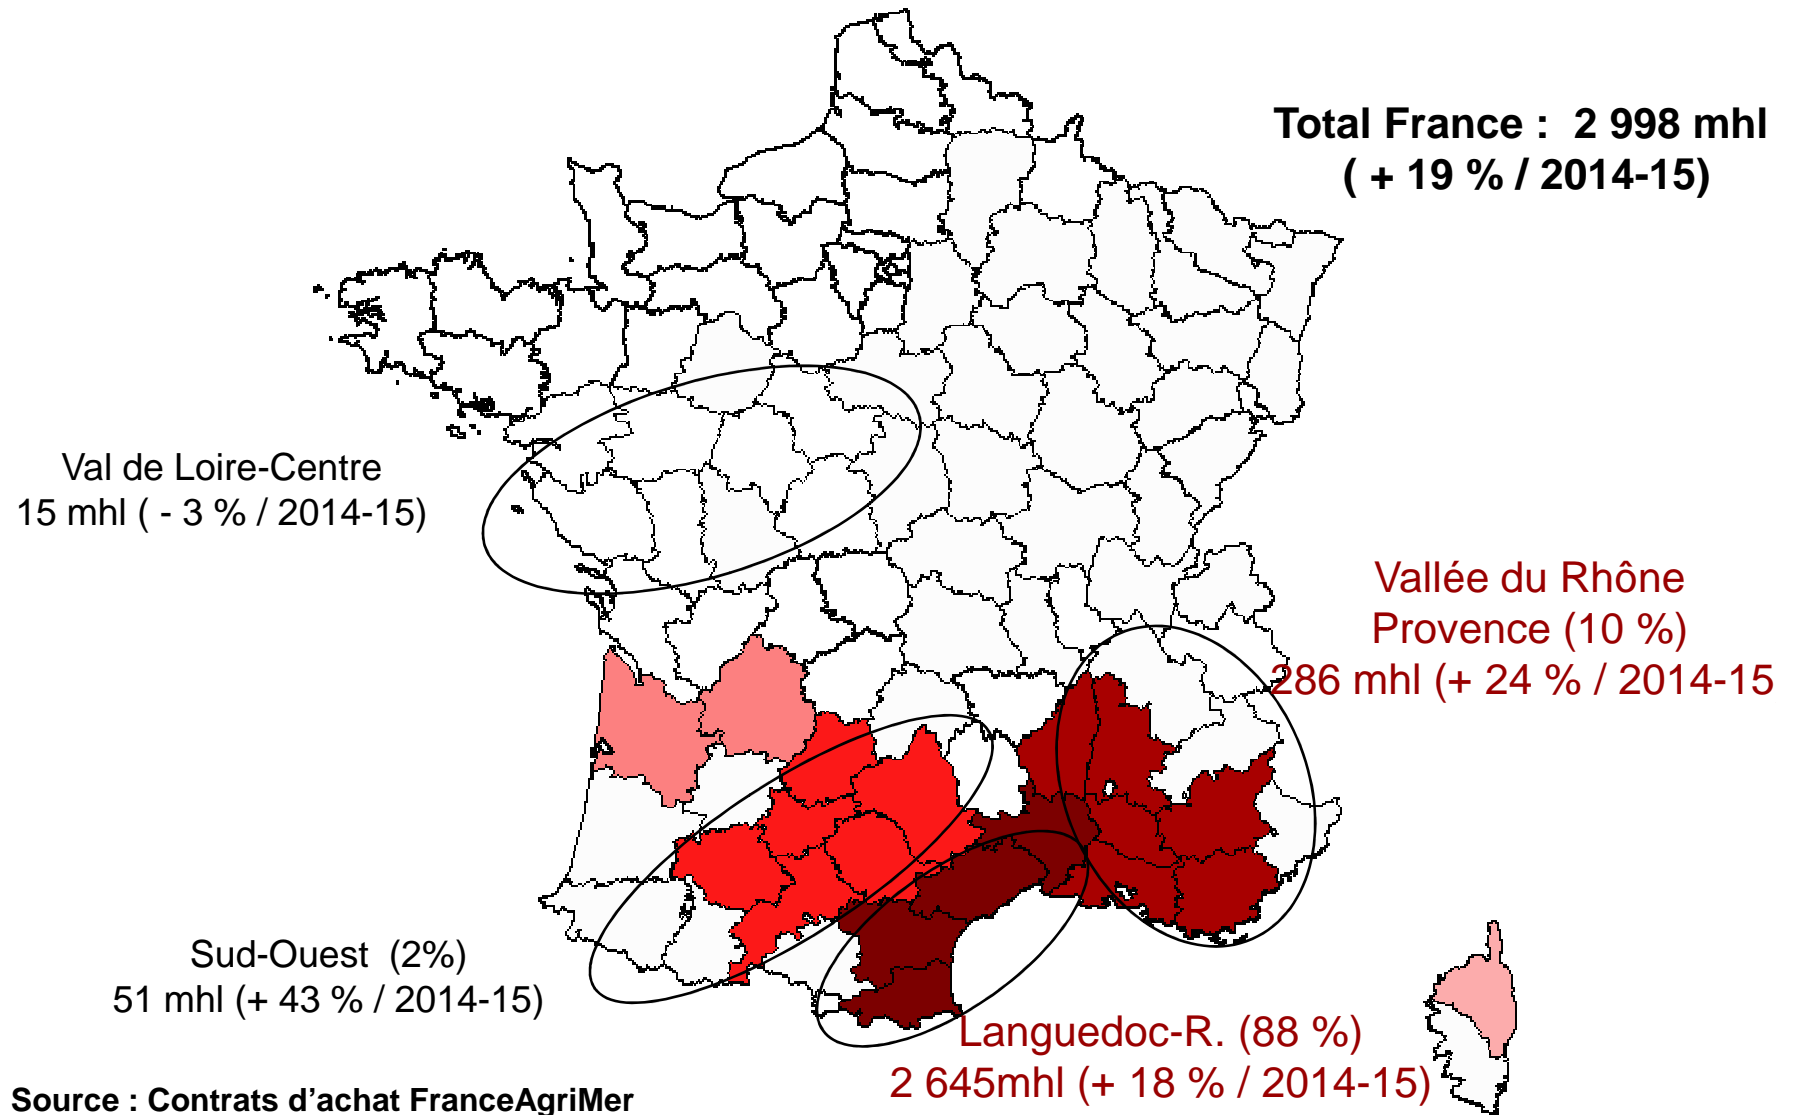 Total France :  2 998 mhl
( + 19 % / 2014-15)
Val de Loire-Centre
15 mhl ( - 3 % / 2014-15)
Vallée du Rhône
Provence (10 %)
286 mhl (+ 24 % / 2014-15
Sud-Ouest  (2%)
51 mhl (+ 43 % / 2014-15)
Languedoc-R. (88 %)
2 645mhl (+ 18 % / 2014-15)
Source : Contrats d'achat FranceAgriMer